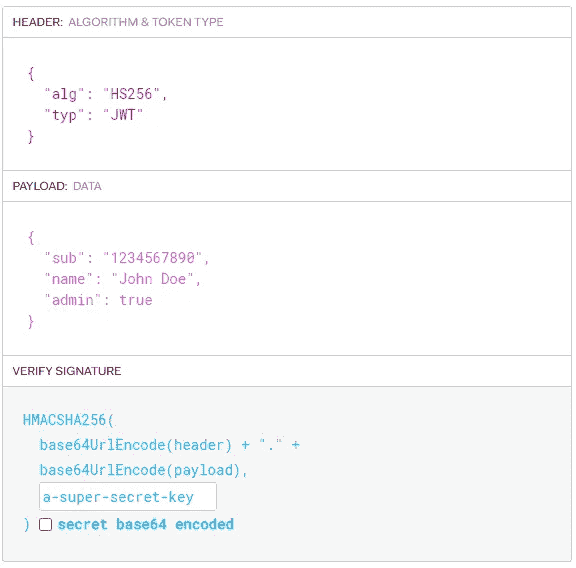 HEADER: ALGORITHM & TOKEN TYPE
{
"alg": "HS256",
"typ": "JWT"
}
PAYLOAD: DATA
{
"sub": "1234567890",
"name": "John Doe",
"admin": true
}
VERIFY SIGNATURE
HMACSHA256(
base64UrlEncode(header) + "." +
base64UrlEncode(payload),
a-super-secret-key
) secret base64 encoded